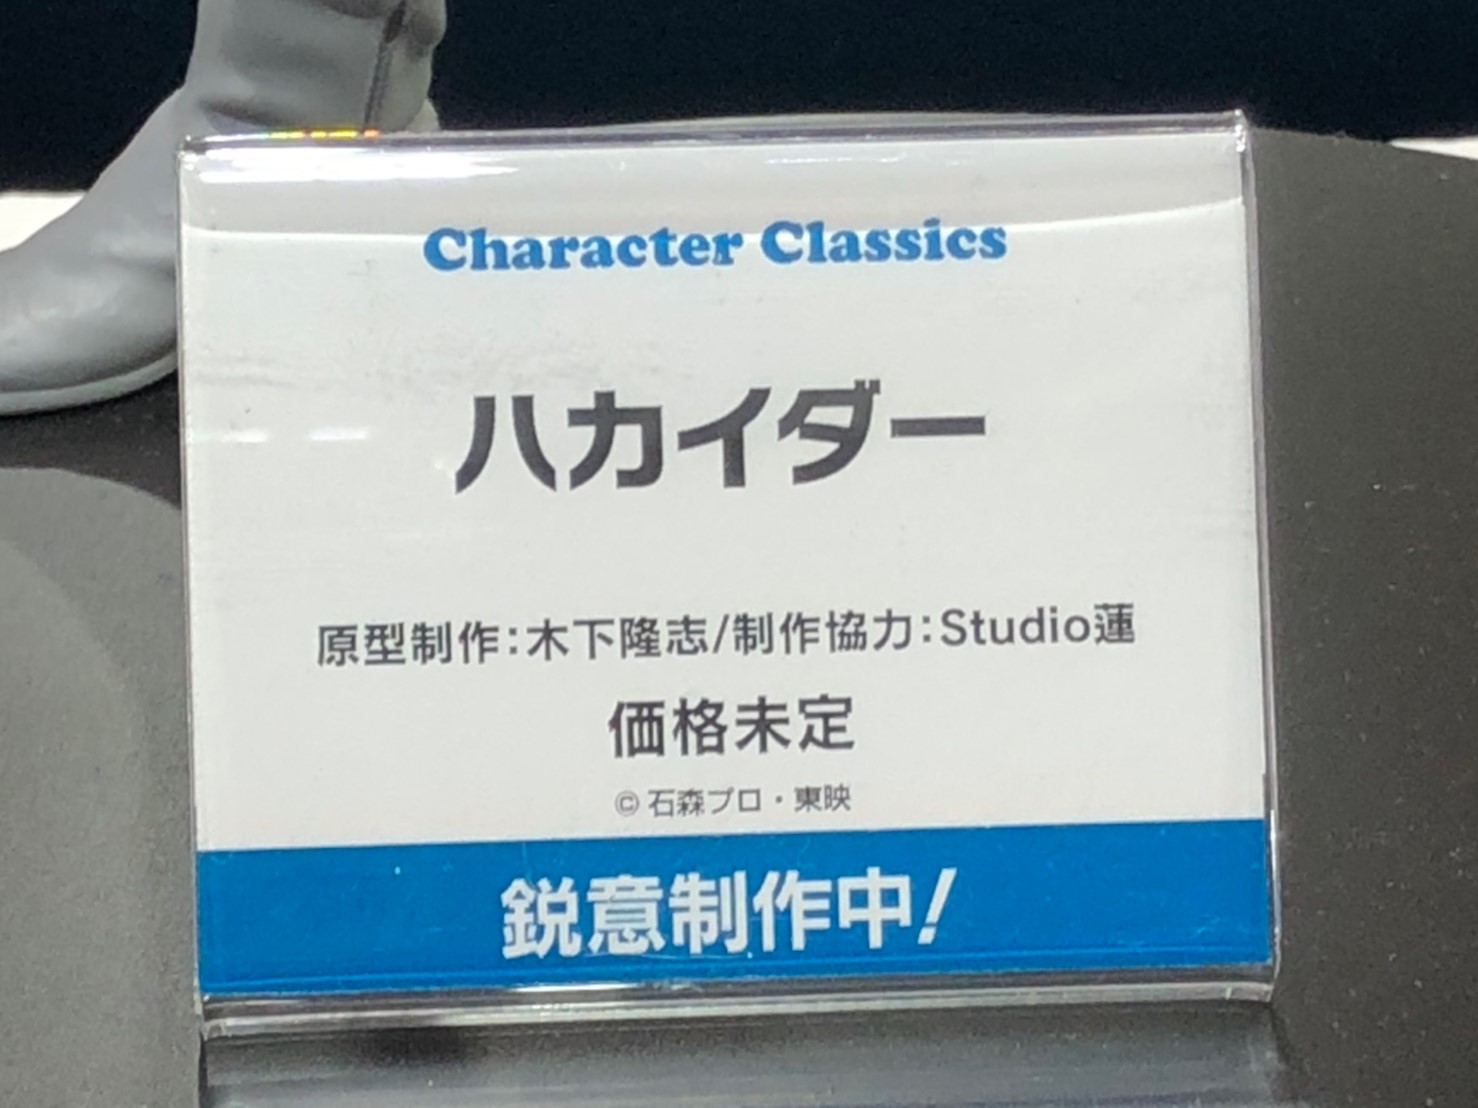 Character Classics
ハカイダー
原型制作：木下隆志/制作協力：Studio蓮
価格未定
© 石森プロ・東映
鋭意制作中！